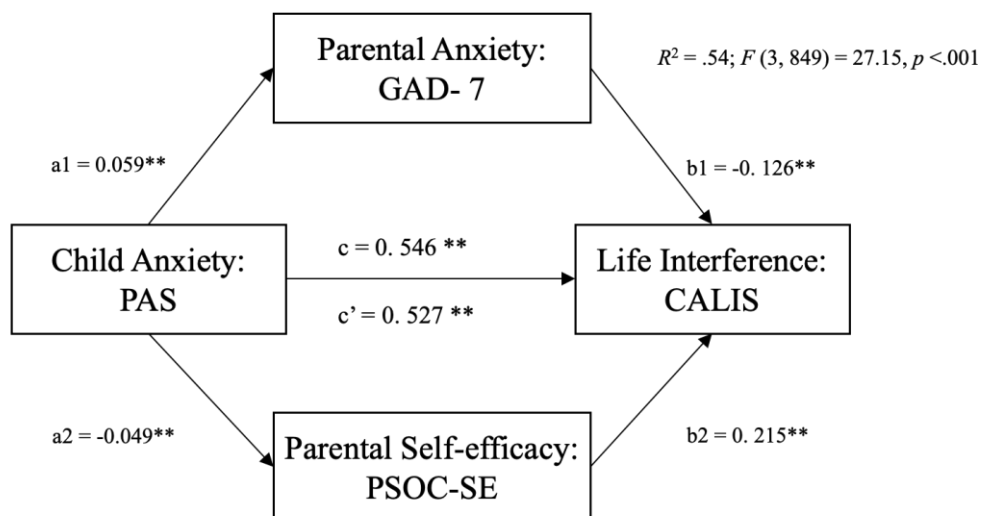 Parental Anxiety:
GAD- 7
R² = .54; F (3, 849) = 27.15, p <.001
a1 = 0.059**
b1 = -0. 126**
Child Anxiety:
PAS
c = 0. 546 **
c’ = 0. 527 **
Life Interference:
CALIS
a2 = -0.049**
b2 = 0. 215**
Parental Self-efficacy:
PSOC-SE